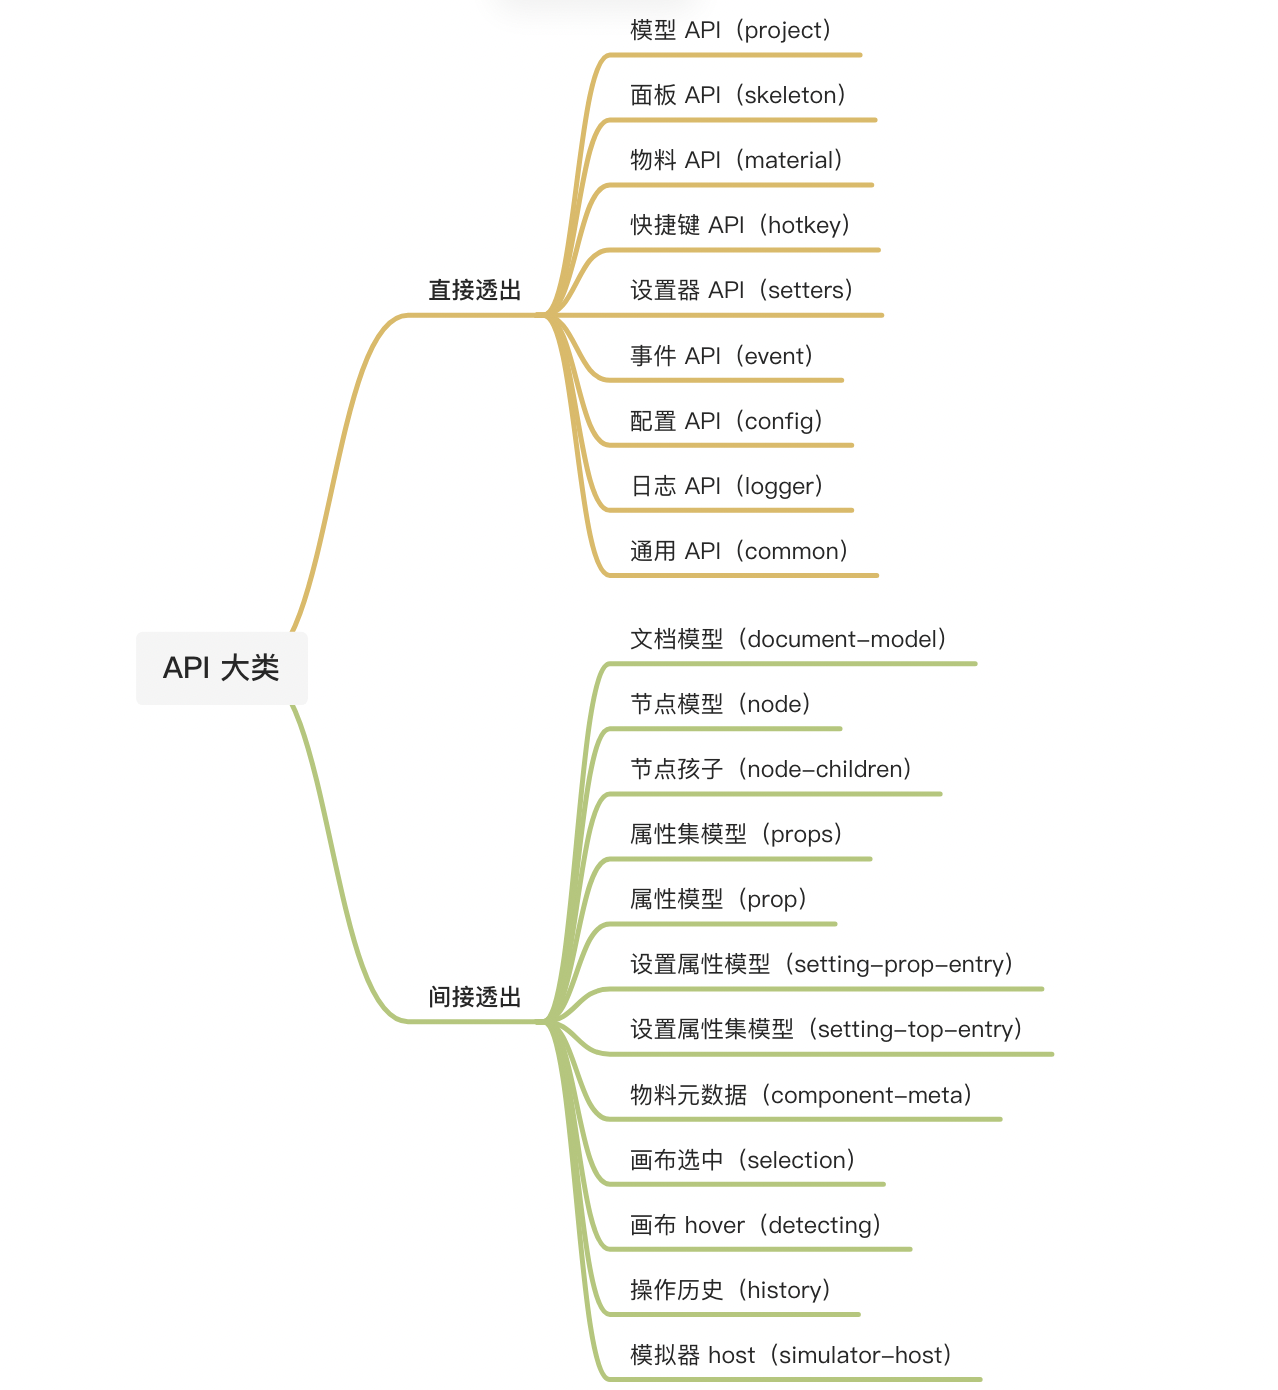 API 大类
直接透出
模型 API（project）
面板 API（skeleton）
物料 API（material）
快捷键 API（hotkey）
设置器 API（setters）
事件 API（event）
配置 API（config）
日志 API（logger）
通用 API（common）
间接透出
文档模型（document-model）
节点模型（node）
节点孩子（node-children）
属性集模型（props）
属性模型（prop）
设置属性模型（setting-prop-entry）
设置属性集模型（setting-top-entry）
物料元数据（component-meta）
画布选中（selection）
画布 hover（detecting）
操作历史（history）
模拟器 host（simulator-host）